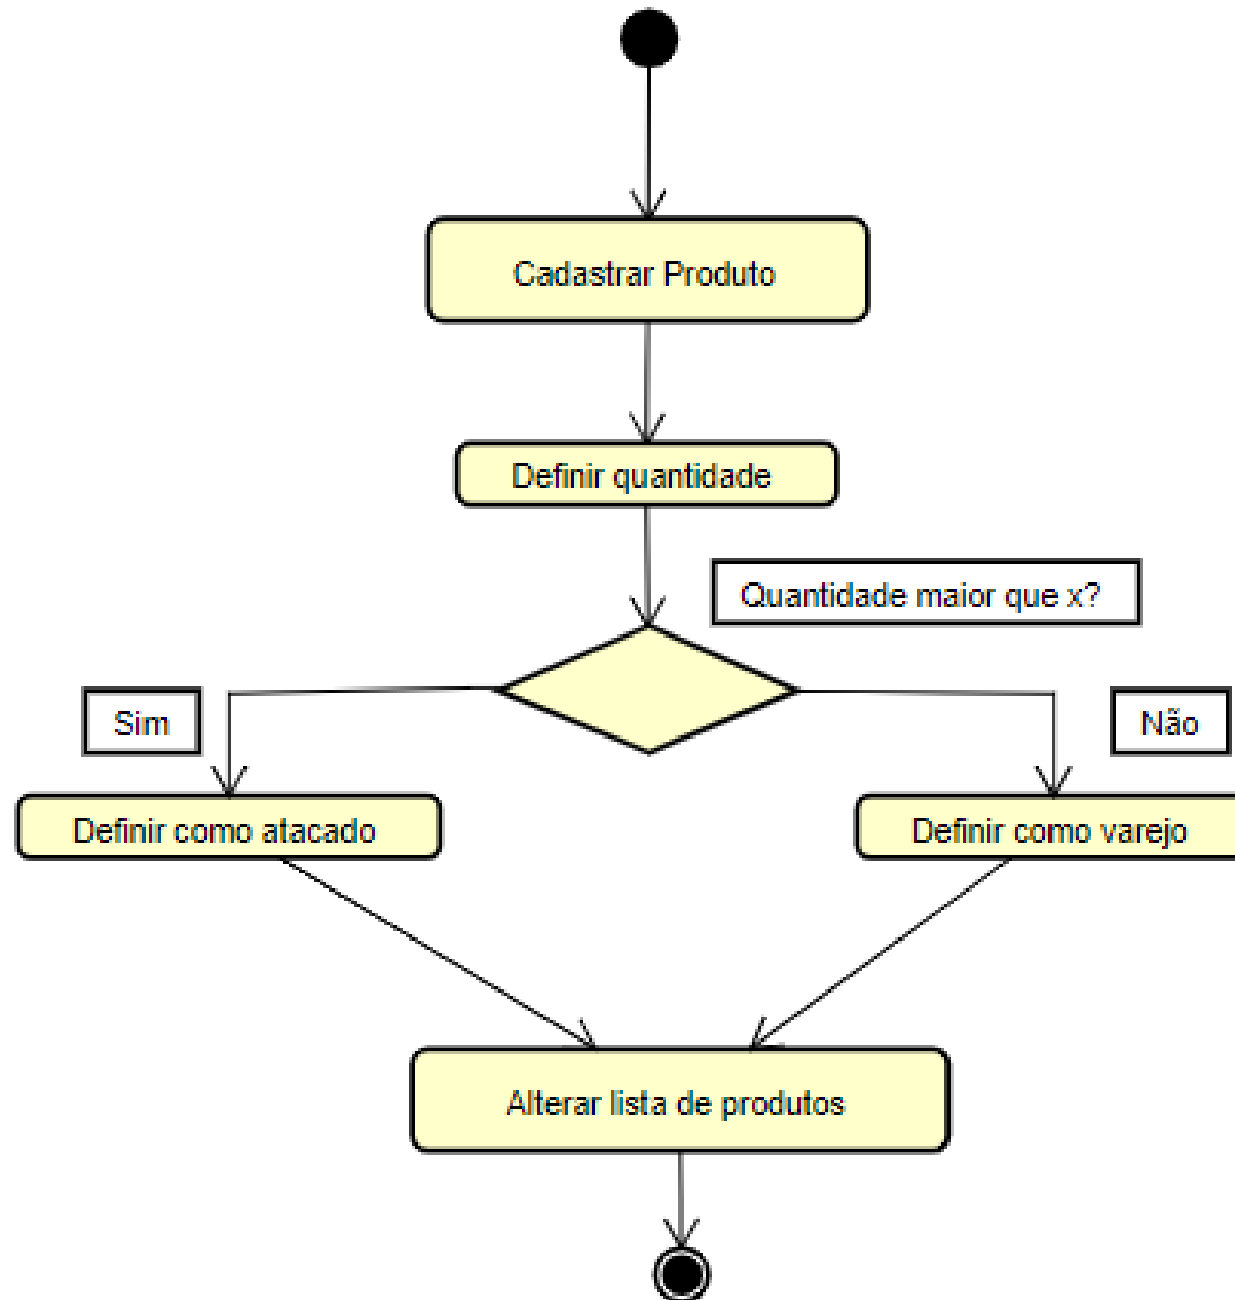 Cadastrar Produto
Definir quantidade
Quantidade maior que x?
Sim
Não
Definir como atacado
Definir como varejo
Alterar lista de produtos